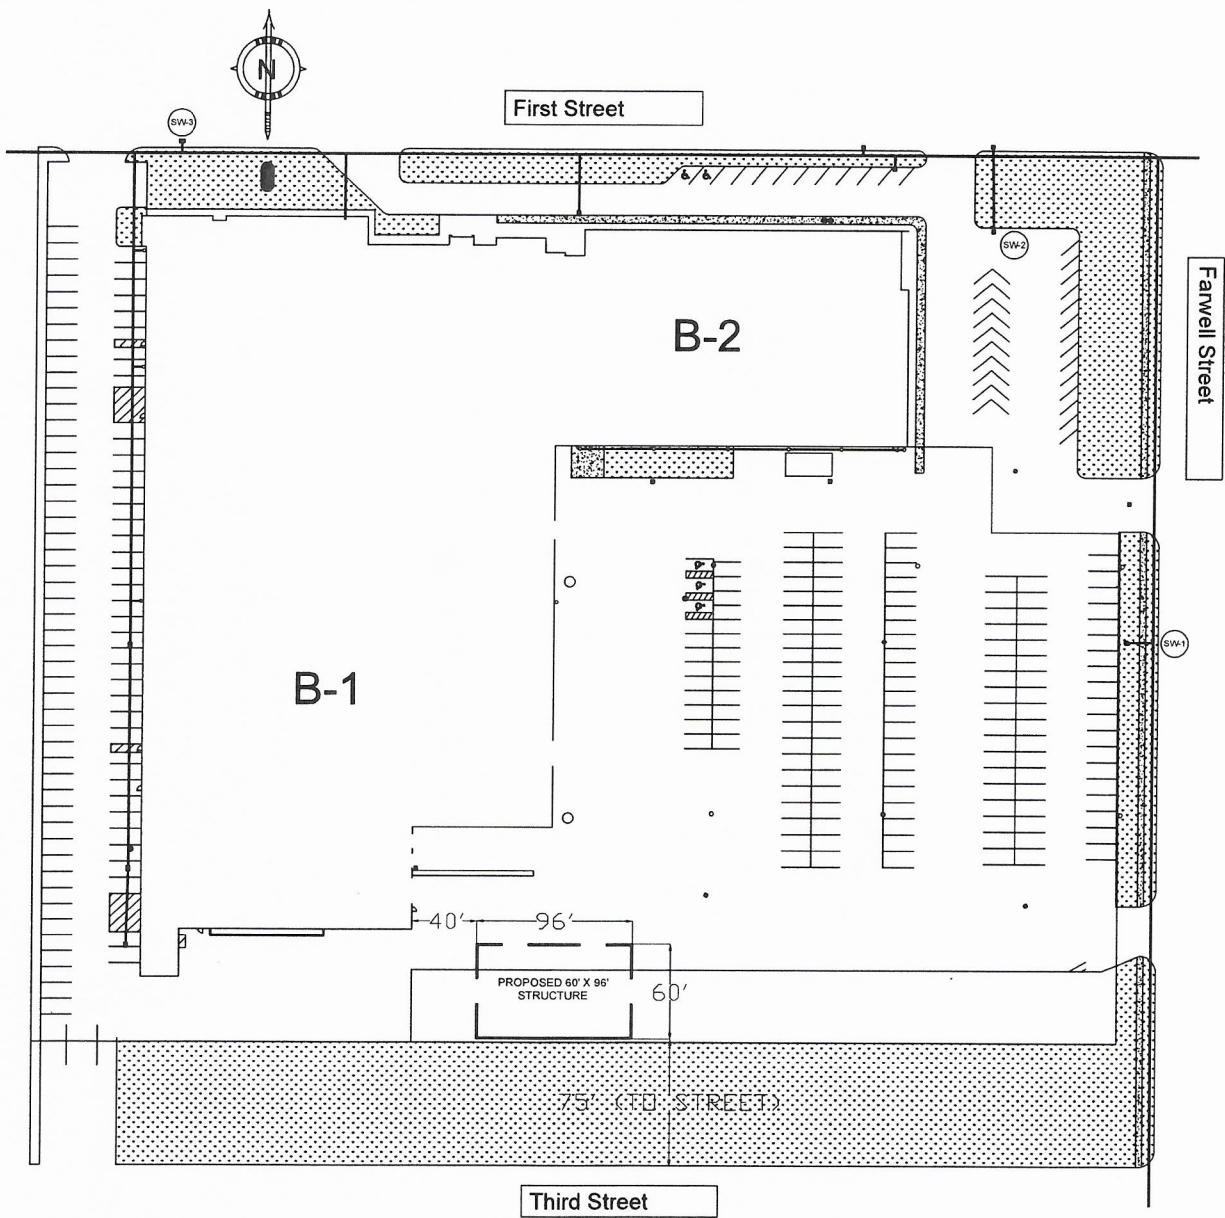 N
First Street
SW-3
SW-2
Farwell Street
B-2
SW-1
B-1
40'
96'
PROPOSED 60' X 96'
STRUCTURE
60'
75' (TO STREET)
Third Street